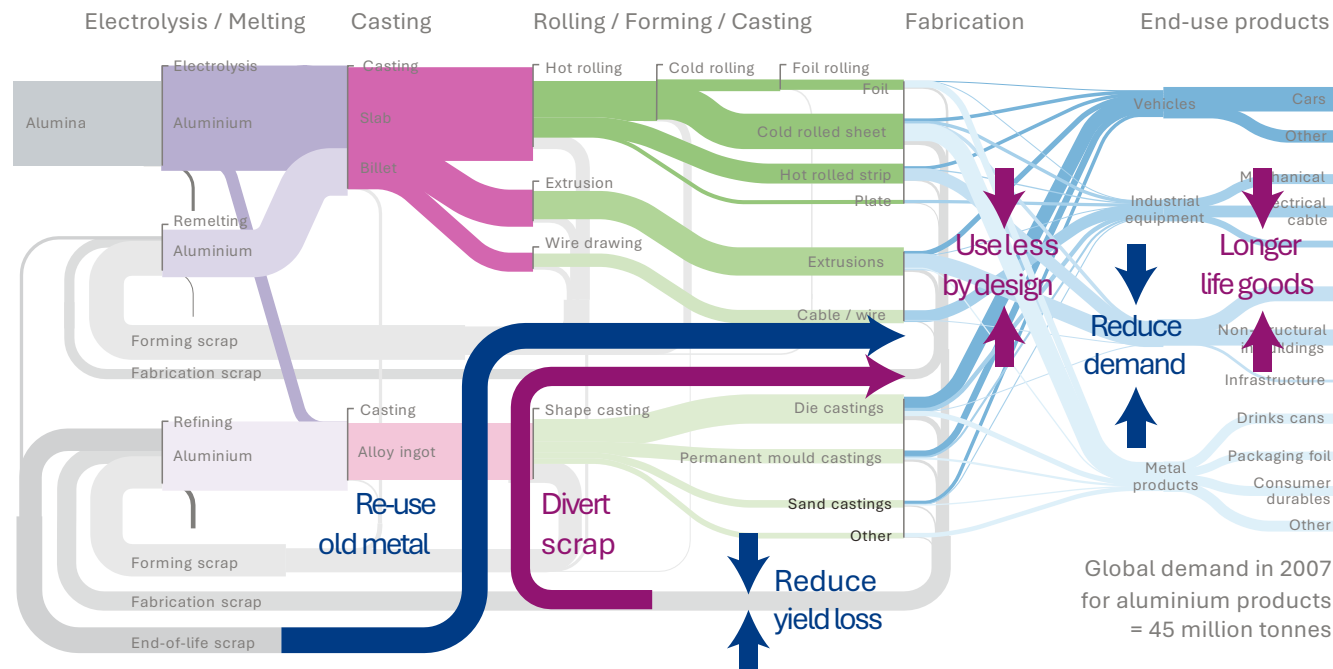 Electrolysis / Melting
Casting
Rolling / Forming / Casting
Fabrication
End-use products
Electrolysis
Casting
Hot rolling
Cold rolling
Foil rolling
Foil
Alumina
Aluminium
Slab
Cold rolled sheet
Vehicles
Cars
Other
Billet
Extrusion
Hot rolled strip
Plate
Mechanical
Industrial
equipment
cable
Remelting
Aluminium
Wire drawing
Extrusions
Use less
by design
Longer
life goods
Cable / wire
Reduce
demand
Forming scrap
Fabrication scrap
Infrastructure
Refining
Aluminium
Casting
Alloy ingot
Shape casting
Die castings
Permanent mould castings
Sand castings
Other
Metal
products
Drinks cans
Packaging foil
Consumer
durables
Other
Re-use
old metal
Divert
scrap
Reduce
yield loss
Forming scrap
Fabrication scrap
End-of-life scrap
Global demand in 2007
for aluminium products
= 45 million tonnes